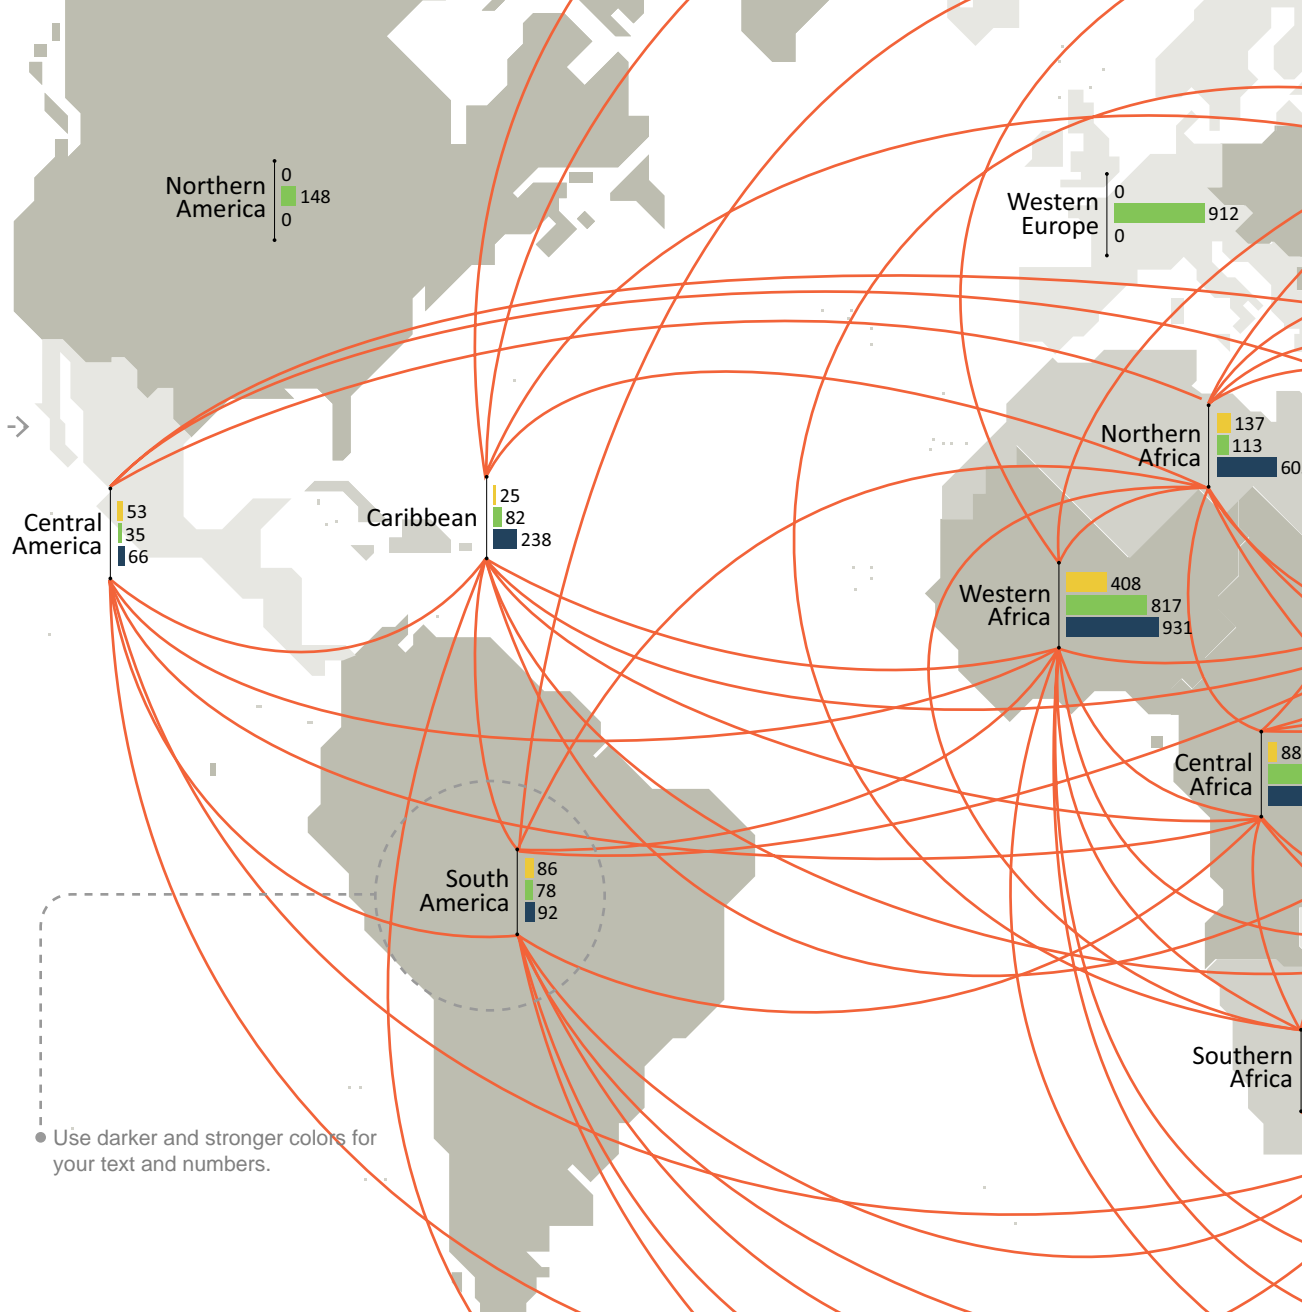 0
Northern
America
148
0
0
Western
Europe
912
0
137
Northern
Africa
113
60
53
Central
America
35
66
25
Caribbean
82
238
408
Western
Africa
817
931
88
Central
Africa
86
South
America
78
92
Southern
Africa
Use darker and stronger colors for
your text and numbers.